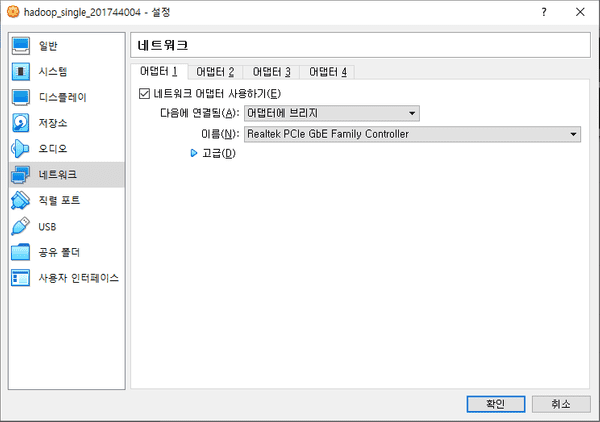 hadoop_single_201744004 - 설정
일반
시스템
디스플레이
저장소
오디오
네트워크
직렬 포트
USB
공유 폴더
사용자 인터페이스
네트워크
어댑터 1 어댑터 2 어댑터 3 어댑터 4
네트워크 어댑터 사용하기(E)
다음에 연결됨(A): 어댑터에 브리지
이름(N): Realtek PCIe GbE Family Controller
고급(D)
확인 취소